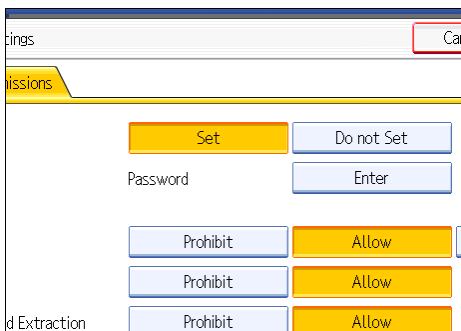 tings Ca
issions
Set Do not Set
Password Enter
Prohibit Allow
Prohibit Allow
d Extraction Prohibit Allow